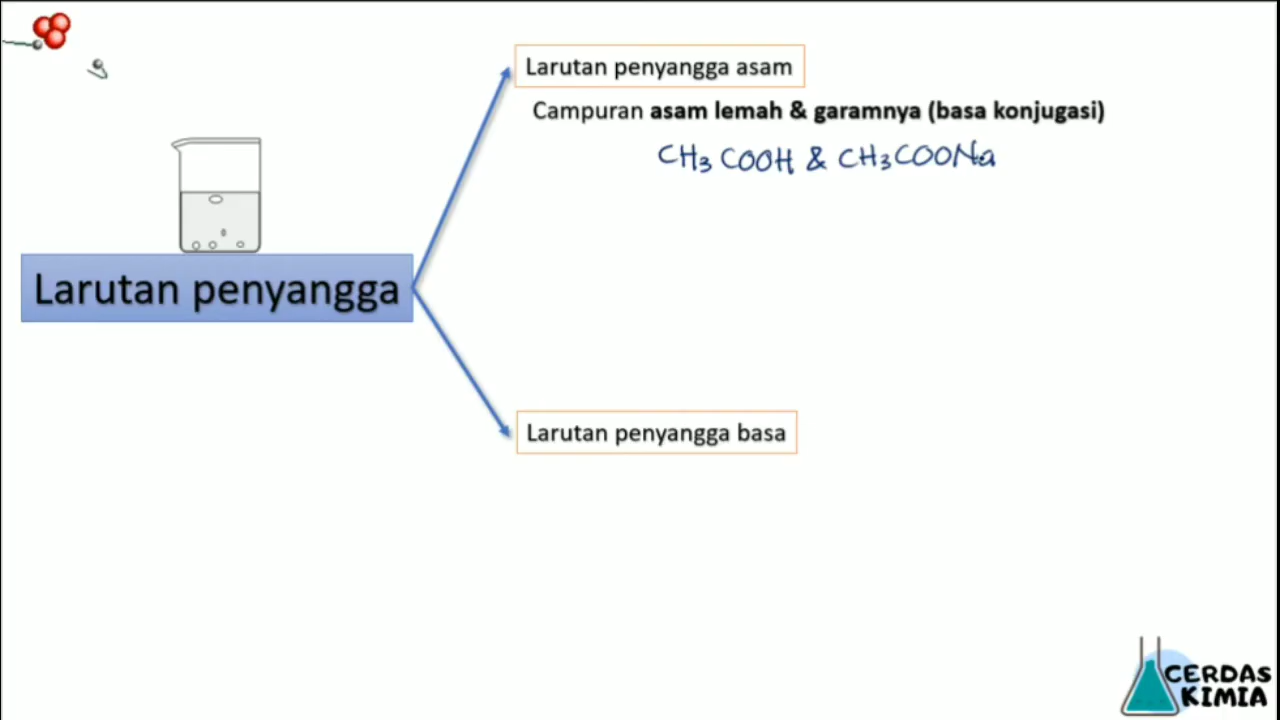 Larutan penyangga asam
Campuran asam lemah & garamnya (basa konjugasi)
CH₃COOH & CH₃COONa
Larutan penyangga
Larutan penyangga basa
CERDAS
KIMIA